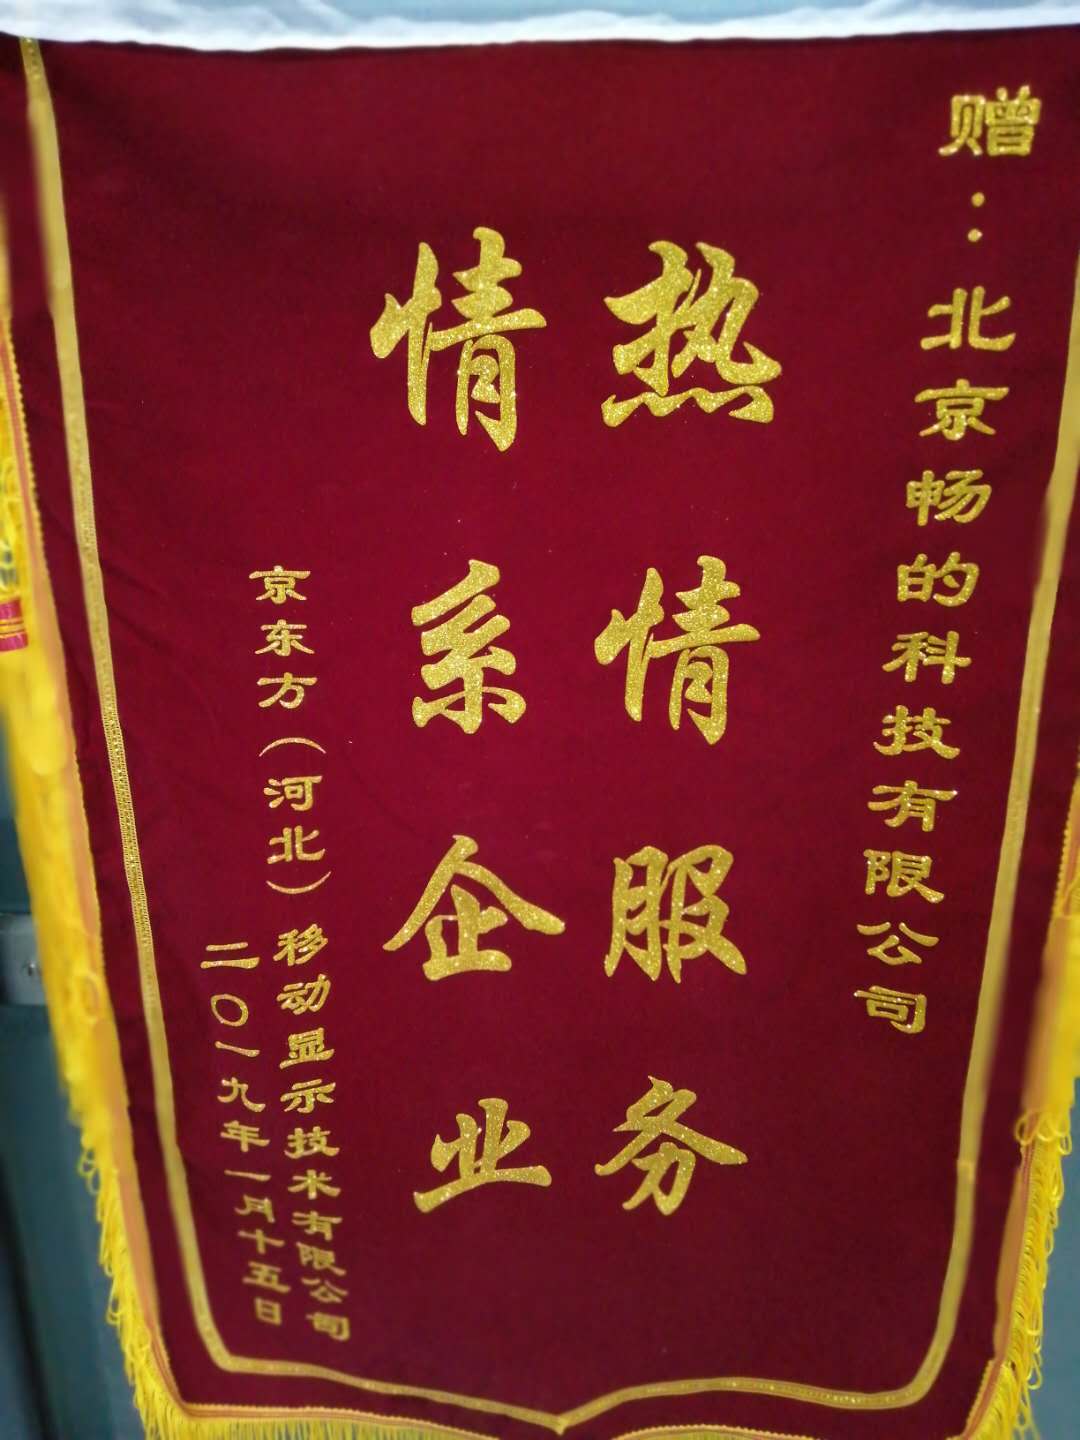 赠：北京畅的科技有限公司
热情服务
情系企业
京东方（河北）移动显示技术有限公司
二〇一九年一月十五日